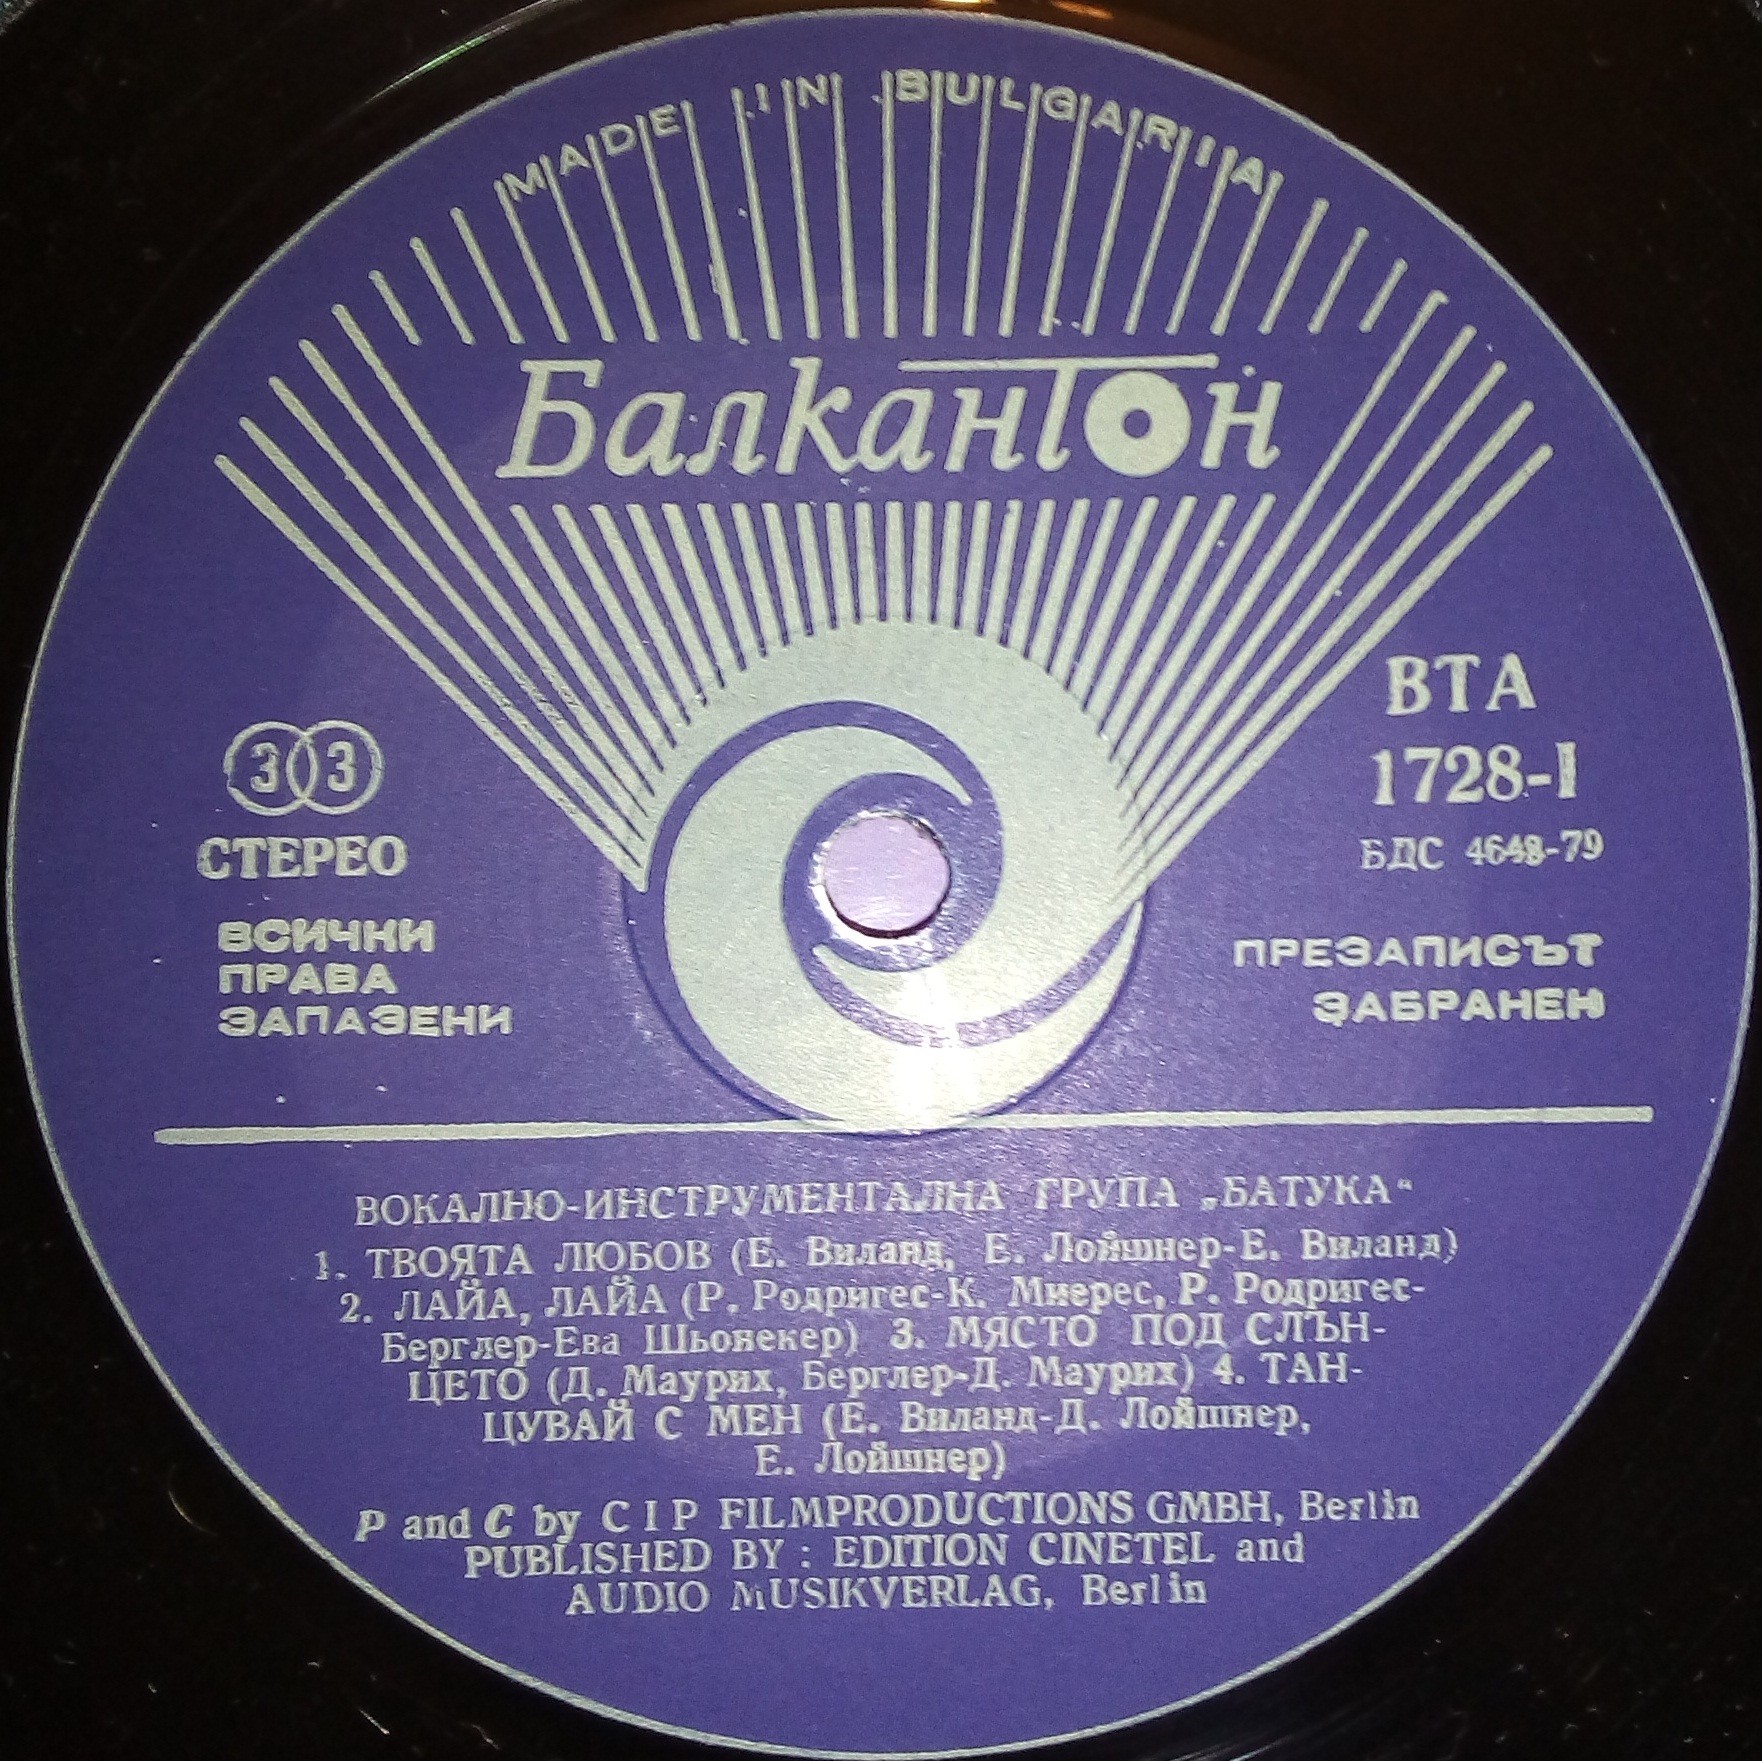 MADE IN BULGARIA
Балкантон
ВТА
1728-I
БДС 4648-79
33
СТЕРЕО
ВСИЧКИ
ПРАВА
ЗАПАЗЕНИ
ПРЕЗАПИСЪТ
ЗАБРАНЕН
ВОКАЛНО-ИНСТРУМЕНТАЛНА ГРУПА „БАТУКА“
1. ТВОЯТА ЛЮБОВ (Е. Виланд, Е. Лойшнер-Е. Виланд)
2. ЛАЙА, ЛАЙА (Р. Родригес-К. Миерес, Р. Родригес-
Берглер-Ева Шьонекер) 3. МЯСТО ПОД СЛЪН-
ЦЕТО (Д. Маурих, Берглер-Д. Маурих) 4. ТАН-
ЦУВАЙ С МЕН (Е. Виланд-Д. Лойшнер,
Е. Лойшнер)
P and C by C I P FILMPRODUCTIONS GMBH, Berlin
PUBLISHED BY : EDITION CINETEL and
AUDIO MUSIKVERLAG, Berlin